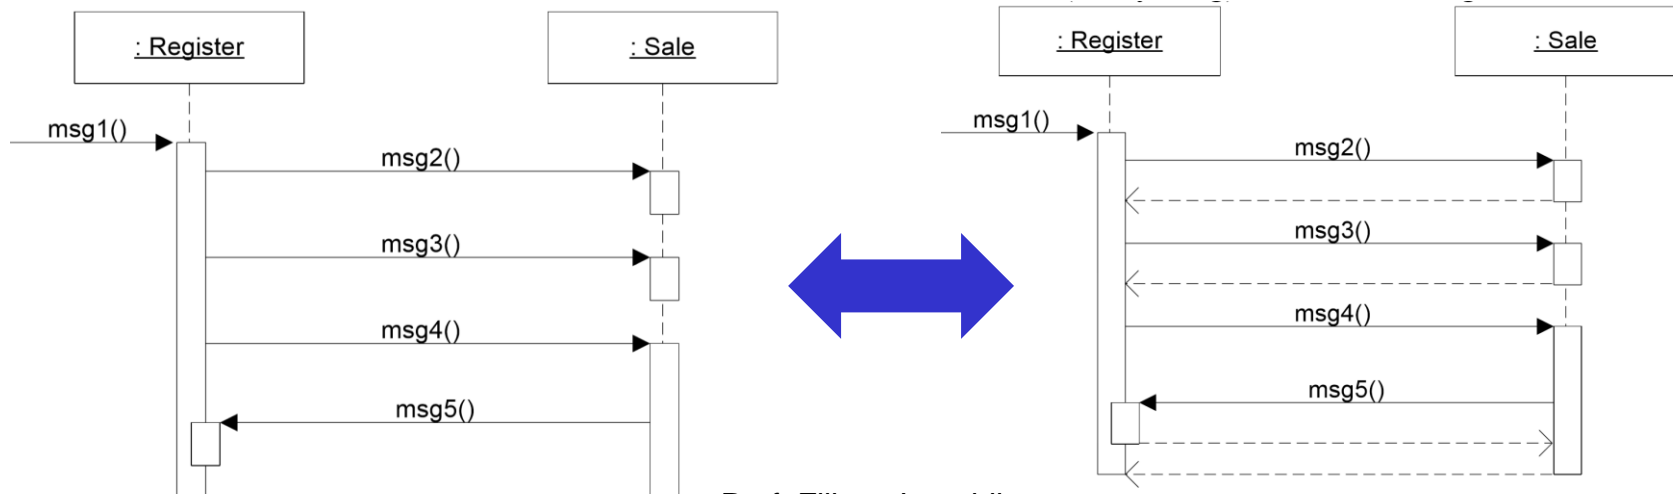 : Register
: Sale
msg1()
msg2()
msg3()
msg4()
msg5()
: Register
: Sale
msg1()
msg2()
msg3()
msg4()
msg5()